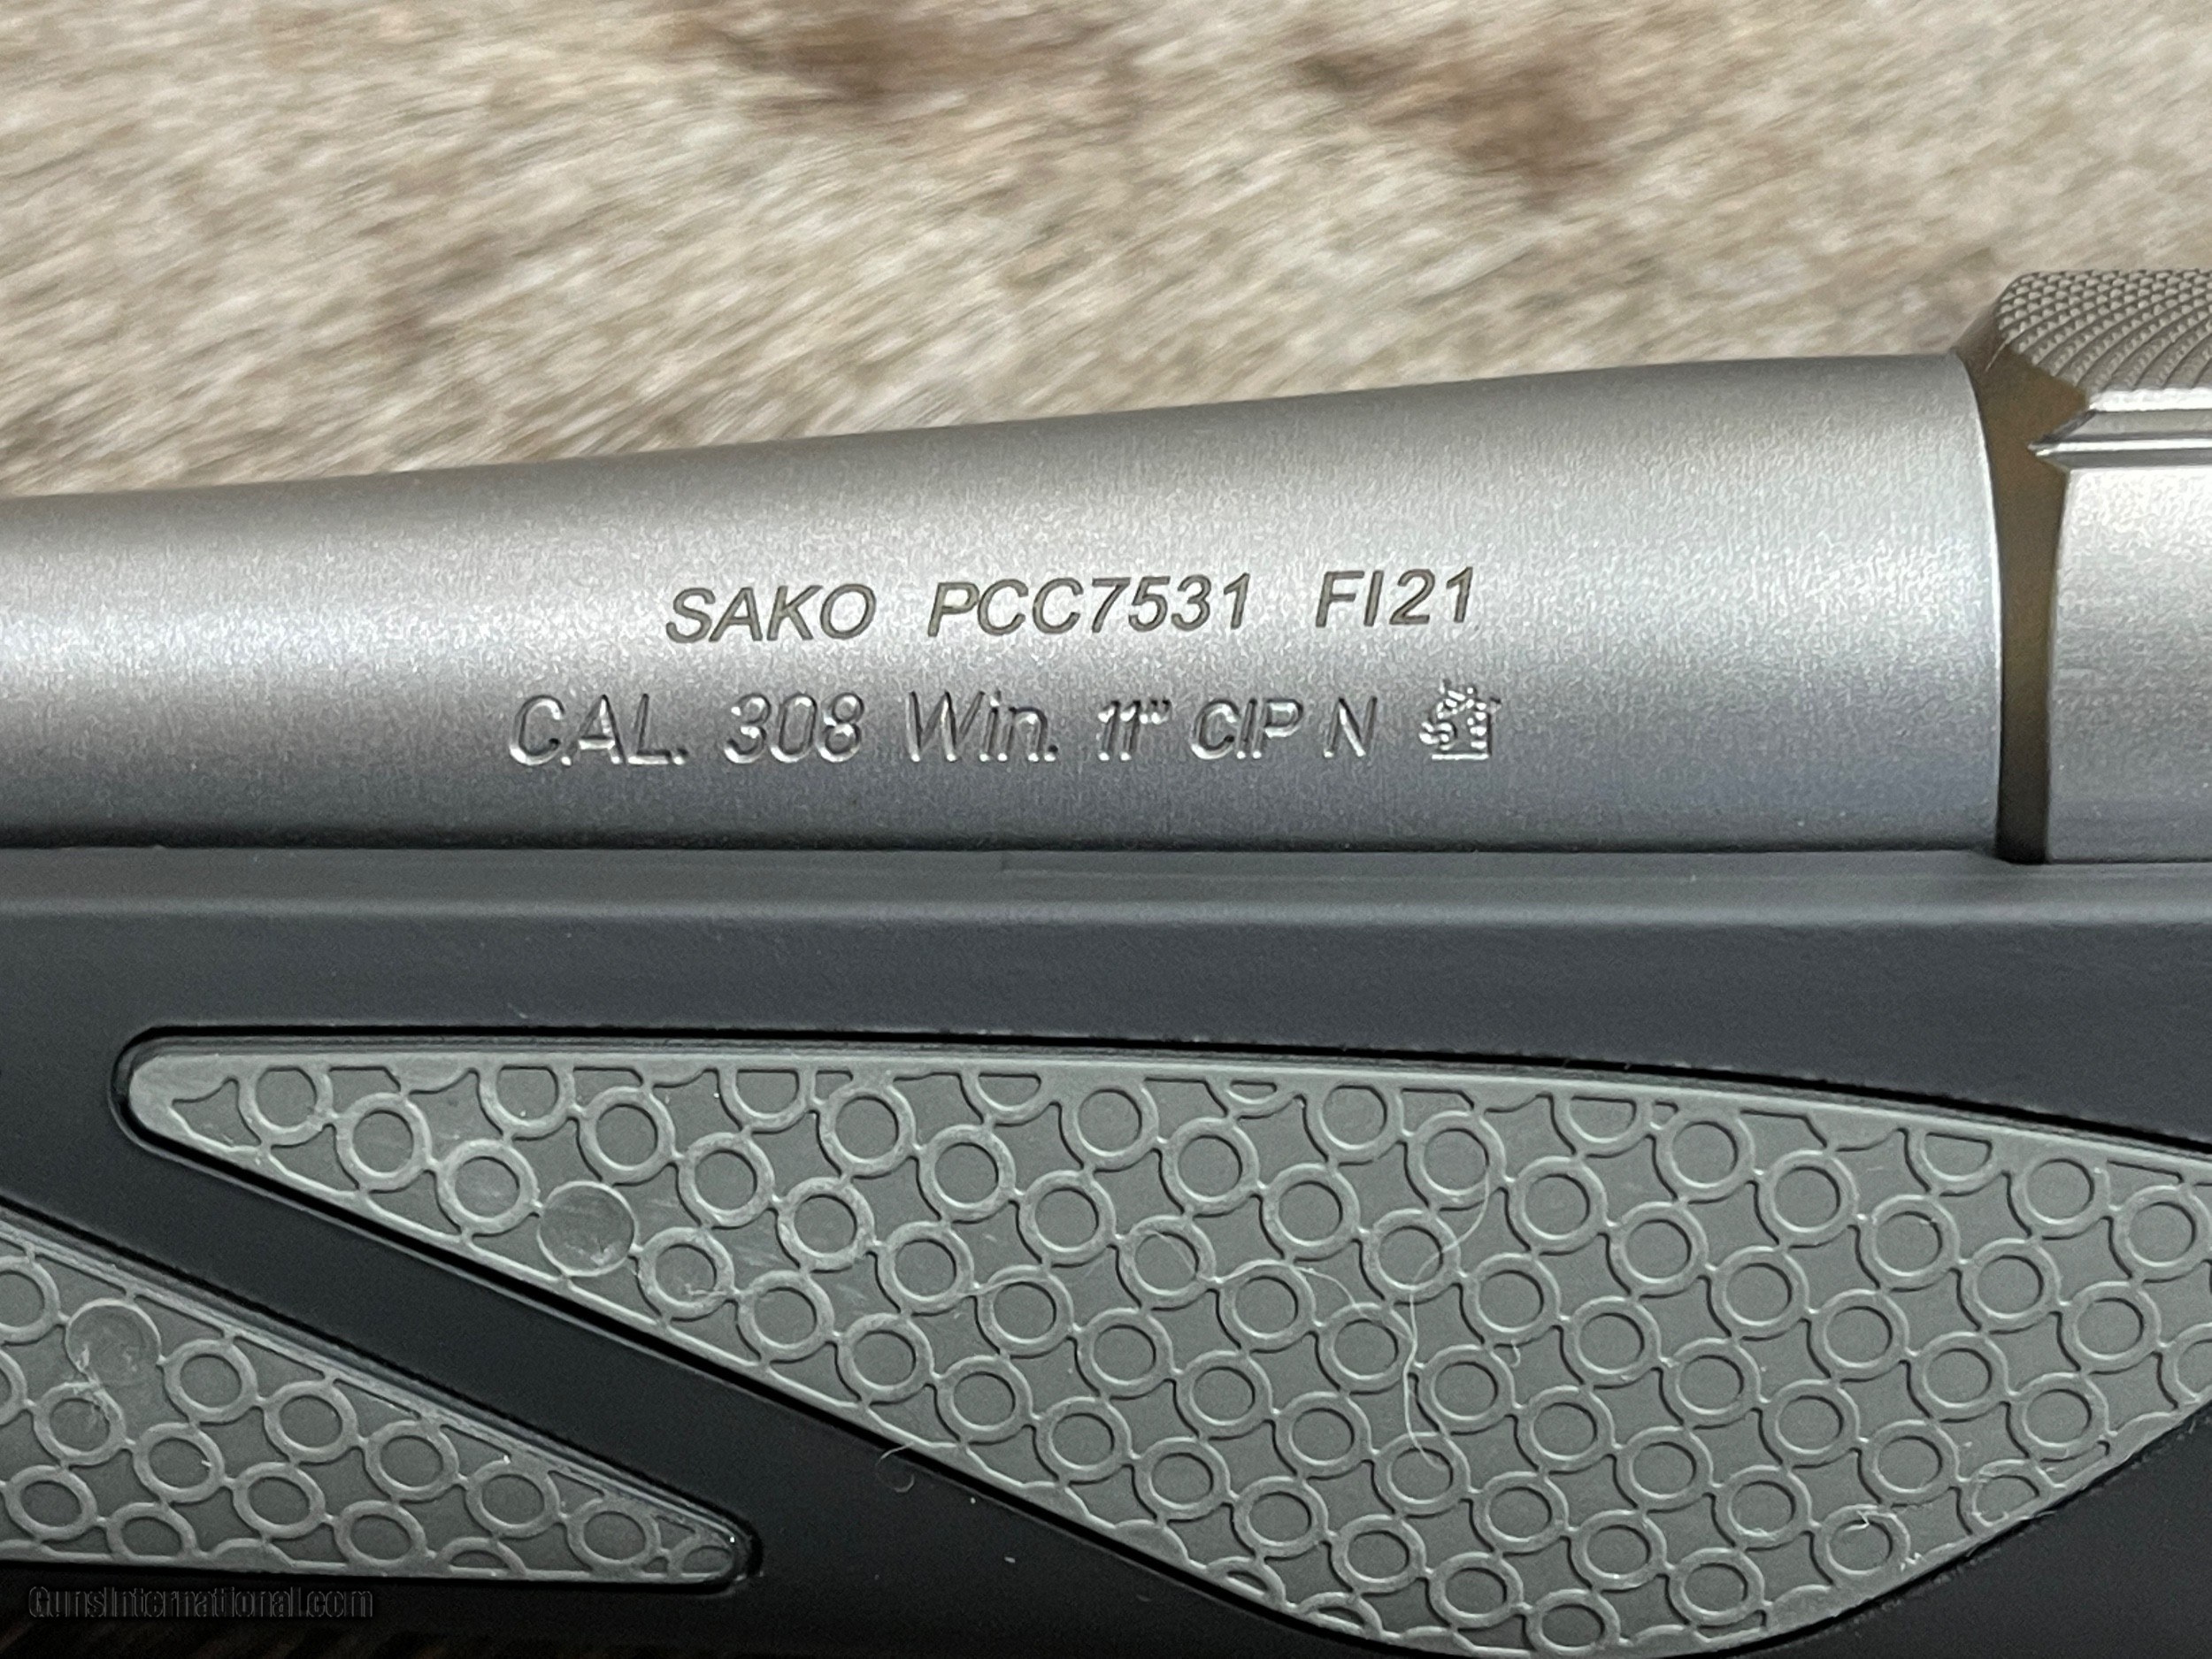 SAKO PCC7531 FI21
CAL. 308 Win. 11" CIP N
GunsInternational.com